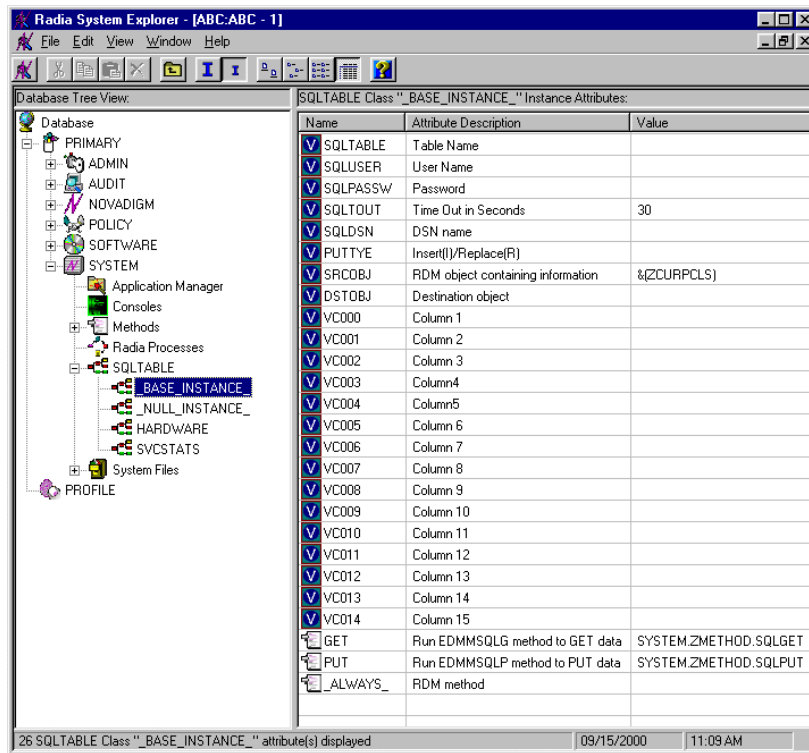 Radia System Explorer - [ABC:ABC - 1]
File Edit View Window Help
Database Tree View:
SQLTABLE Class "_BASE_INSTANCE_" Instance Attributes:
Database
PRIMARY
ADMIN
AUDIT
NOVADIGM
POLICY
SOFTWARE
SYSTEM
Application Manager
Consoles
Methods
Radia Processes
SQLTABLE
_BASE_INSTANCE_
_NULL_INSTANCE_
HARDWARE
SVCSTATS
System Files
PROFILE
Name Attribute Description Value
V SQLTABLE Table Name
V SQLUSER User Name
V SQLPASSW Password
V SQLTOUT Time Out in Seconds 30
V SQLDSN DSN name
V PUTTYE Insert(I)/Replace(R)
V SRCOBJ RDM object containing information &(ZCURPCLS)
V DSTOBJ Destination object
V VC000 Column 1
V VC001 Column 2
V VC002 Column 3
V VC003 Column4
V VC004 Column5
V VC005 Column 6
V VC006 Column 7
V VC007 Column 8
V VC008 Column 9
V VC009 Column 10
V VC010 Column 11
V VC011 Column 12
V VC012 Column 13
V VC013 Column 14
V VC014 Column 15
GET Run EDMMSQLG method to GET data SYSTEM.ZMETHOD.SQLGET
PUT Run EDMMSQLP method to PUT data SYSTEM.ZMETHOD.SQLPUT
_ALWAYS_ RDM method
26 SQLTABLE Class "_BASE_INSTANCE_" attribute(s) displayed 09/15/2000 11:09 AM